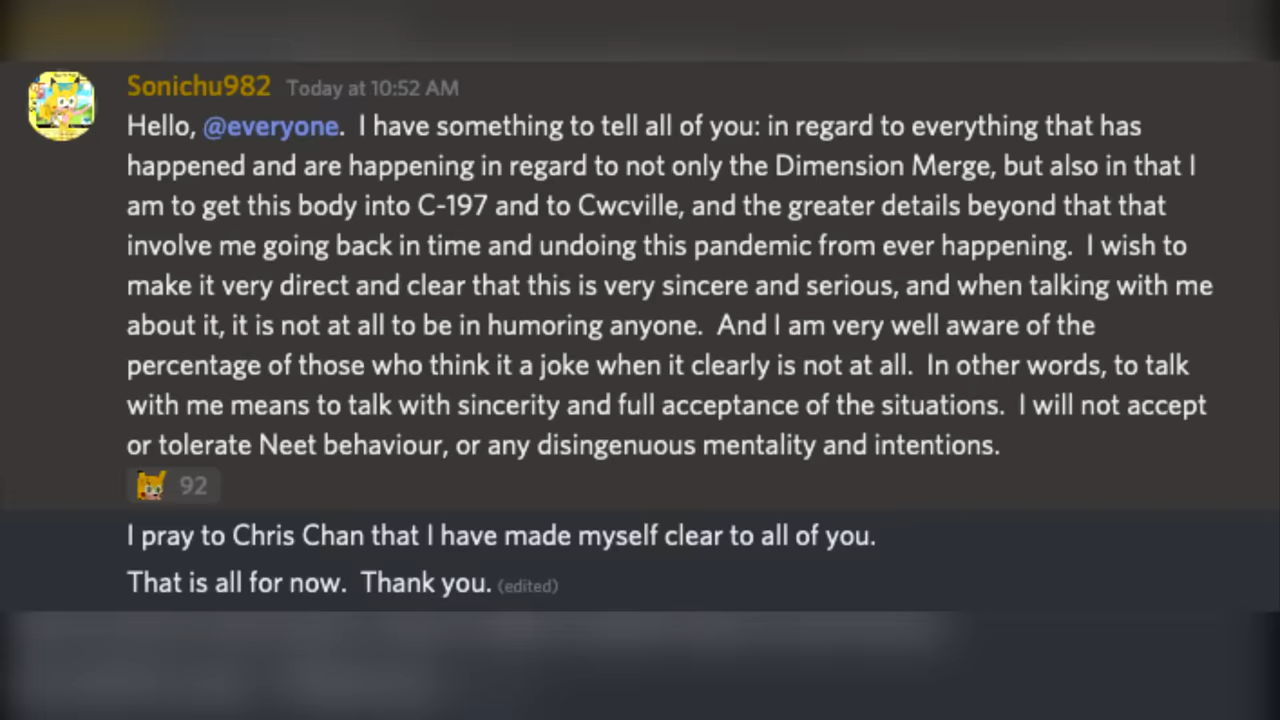 Sonichu982 Today at 10:52 AM
Hello, @everyone.  I have something to tell all of you: in regard to everything that has
happened and are happening in regard to not only the Dimension Merge, but also in that I
am to get this body into C-197 and to Cwcville, and the greater details beyond that that
involve me going back in time and undoing this pandemic from ever happening.  I wish to
make it very direct and clear that this is very sincere and serious, and when talking with me
about it, it is not at all to be in humoring anyone.  And I am very well aware of the
percentage of those who think it a joke when it clearly is not at all.  In other words, to talk
with me means to talk with sincerity and full acceptance of the situations.  I will not accept
or tolerate Neet behaviour, or any disingenuous mentality and intentions.
92
I pray to Chris Chan that I have made myself clear to all of you.
That is all for now.  Thank you. (edited)